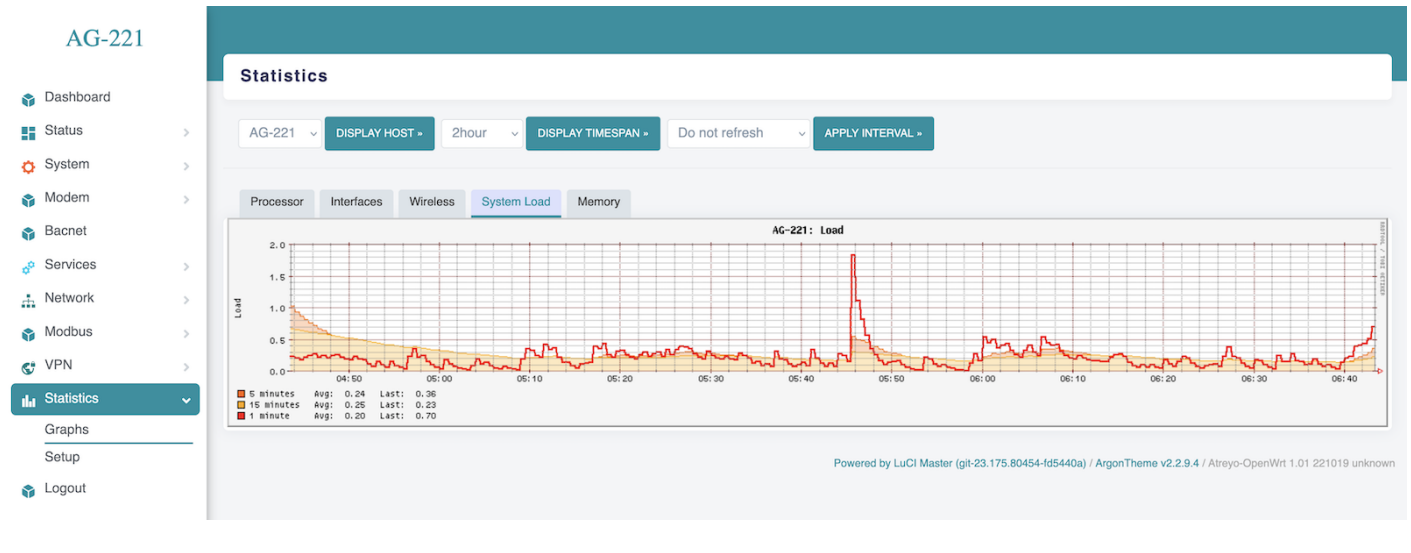 AG-221
Dashboard
Status
System
Modem
Bacnet
Services
Network
Modbus
VPN
Statistics
Graphs
Setup
Logout
Statistics
AG-221 DISPLAY HOST » 2hour DISPLAY TIMESPAN » Do not refresh APPLY INTERVAL »
Processor Interfaces Wireless System Load Memory
AG-221: Load
RRDTOOL / TOBI OETIKER
Load
2.0
1.5
1.0
0.5
0.0
04:50 05:00 05:10 05:20 05:30 05:40 05:50 06:00 06:10 06:20 06:30 06:40
5 minutes Avg: 0.24 Last: 0.36
15 minutes Avg: 0.25 Last: 0.23
1 minute Avg: 0.20 Last: 0.70
Powered by LuCI Master (git-23.175.80454-fd5440a) / ArgonTheme v2.2.9.4 / Atreyo-OpenWrt 1.01 221019 unknown